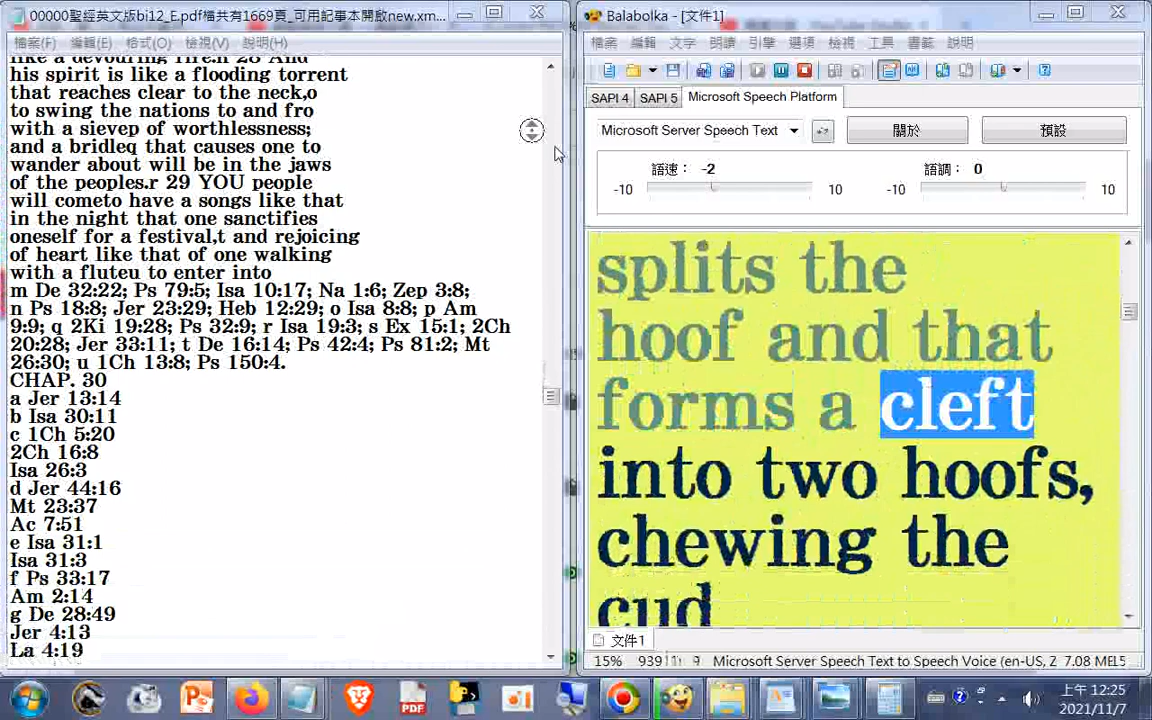 00000聖經英文版bi12_E.pdf檔共有1669頁_可用記事本開啟new.xm...
檔案(F) 編輯(E) 格式(O) 檢視(V) 說明(H)
like a devouring fire.n 28 And
his spirit is like a flooding torrent
that reaches clear to the neck,o
to swing the nations to and fro
with a sievep of worthlessness;
and a bridleq that causes one to
wander about will be in the jaws
of the peoples.r 29 YOU people
will cometo have a songs like that
in the night that one sanctifies
oneself for a festival,t and rejoicing
of heart like that of one walking
with a fluteu to enter into
m De 32:22; Ps 79:5; Isa 10:17; Na 1:6; Zep 3:8;
n Ps 18:8; Jer 23:29; Heb 12:29; o Isa 8:8; p Am
9:9; q 2Ki 19:28; Ps 32:9; r Isa 19:3; s Ex 15:1; 2Ch
20:28; Jer 33:11; t De 16:14; Ps 42:4; Ps 81:2; Mt
26:30; u 1Ch 13:8; Ps 150:4.
CHAP. 30
a Jer 13:14
b Isa 30:11
c 1Ch 5:20
2Ch 16:8
Isa 26:3
d Jer 44:16
Mt 23:37
Ac 7:51
e Isa 31:1
Isa 31:3
f Ps 33:17
Am 2:14
g De 28:49
Jer 4:13
La 4:19
Balabolka - [文件1]
檔案 編輯 文字 朗讀 引擎 選項 檢視 工具 書籤 說明
SAPI 4 SAPI 5 Microsoft Speech Platform
Microsoft Server Speech Text 關於 預設
語速： -2 語調： 0
-10 10 -10 10
splits the
hoof and that
forms a cleft
into two hoofs,
chewing the
cud
文件1
15% Microsoft Server Speech Text to Speech Voice (en-US, Z 7.08 MEL5
PDF
上午 12:25
2021/11/7